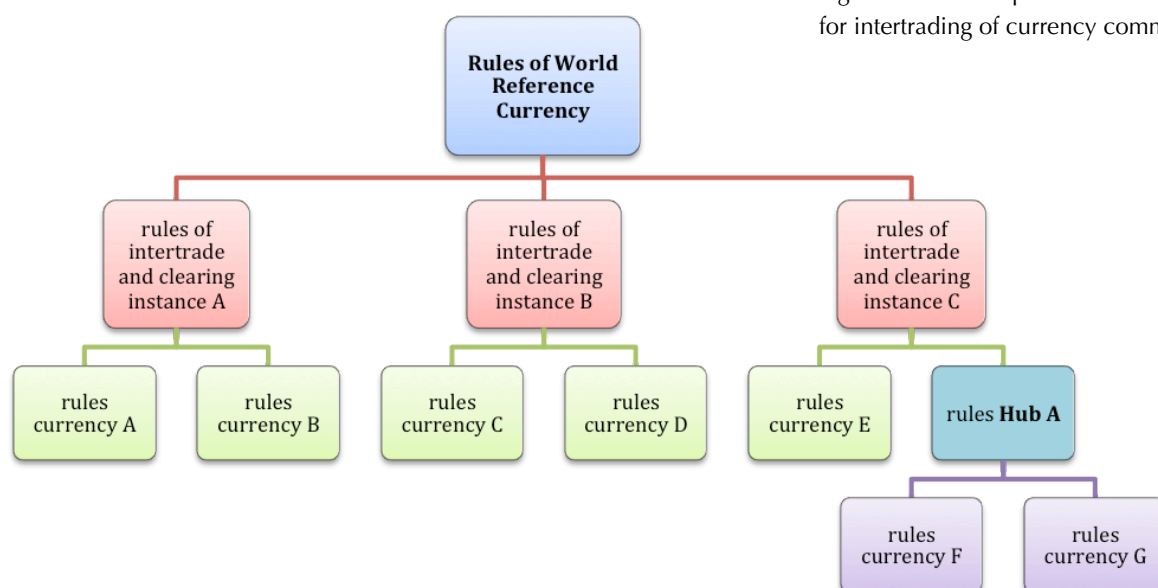 for intertrading of currency
Rules of World
Reference
Currency
rules of
intertrade
and clearing
instance A
rules of
intertrade
and clearing
instance B
rules of
intertrade
and clearing
instance C
rules
currency A
rules
currency B
rules
currency C
rules
currency D
rules
currency E
rules Hub A
rules
currency F
rules
currency G